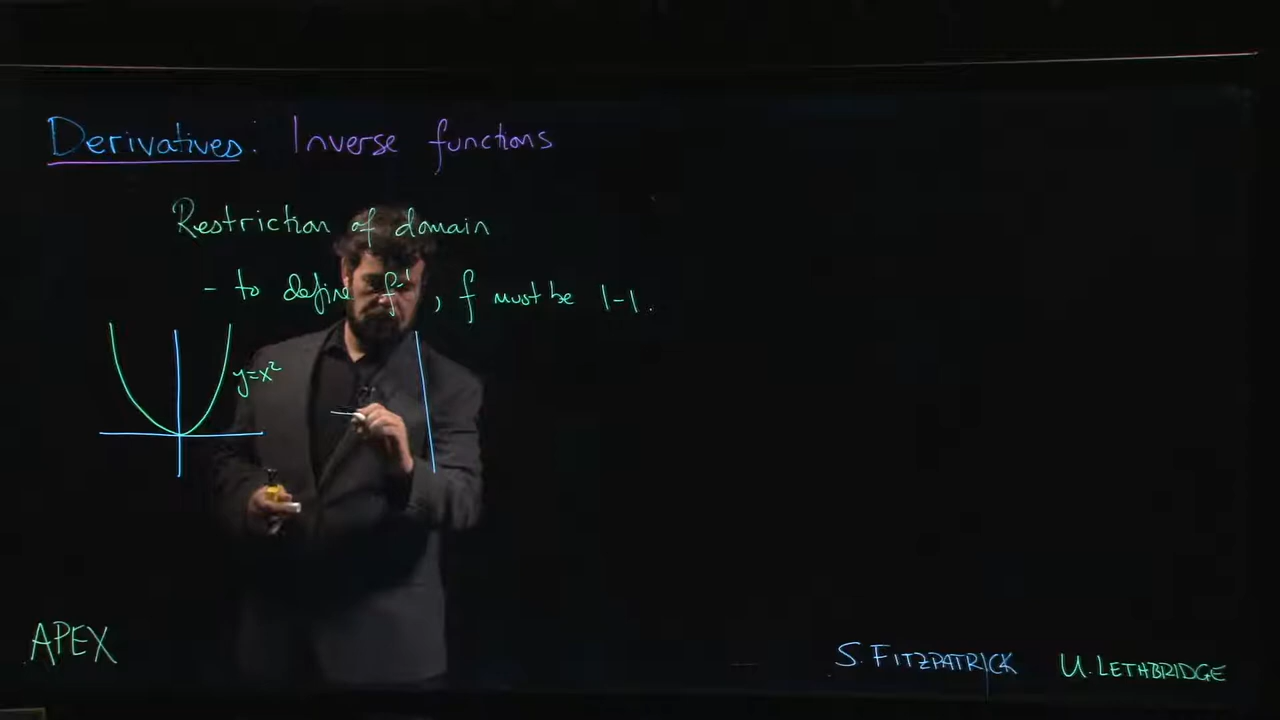 Derivatives: Inverse functions
Restriction of domain
- to define f⁻¹, f must be 1-1.
y=x²
APEX
S. FITZPATRICK U. LETHBRIDGE